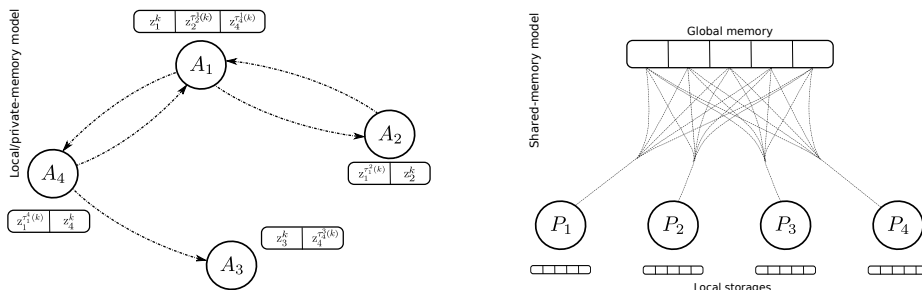 Local/private-memory model
z_1^k z_2^{τ_2^1(k)} z_4^{τ_4^1(k)}
A_1
A_2
z_1^{τ_1^2(k)} z_2^k
A_4
z_1^{τ_1^4(k)} z_4^k
z_3^k z_4^{τ_4^3(k)}
A_3
Shared-memory model
Global memory
P_1 P_2 P_3 P_4
Local storages